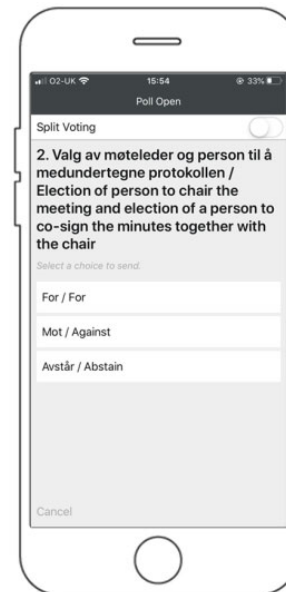 O2-UK 15:54 33%
Poll Open
Split Voting
2. Valg av møteleder og person til å
medundertegne protokollen /
Election of person to chair the
meeting and election of a person to
co-sign the minutes together with
the chair
Select a choice to send.
For / For
Mot / Against
Avstår / Abstain
Cancel